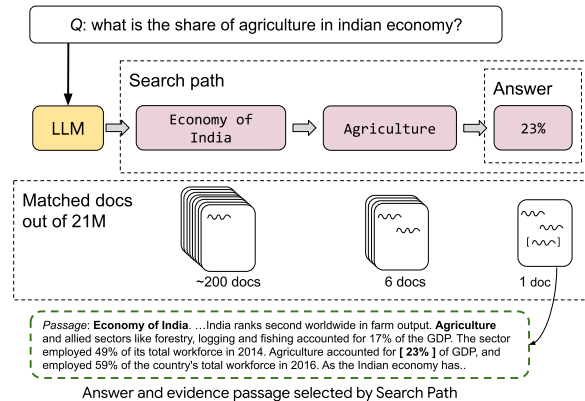 Q: what is the share of agriculture in indian economy?
Search path
Answer
LLM
Economy of
India
Agriculture
23%
Matched docs
out of 21M
[ ]
~200 docs
6 docs
1 doc
Passage: Economy of India. …India ranks second worldwide in farm output. Agriculture
and allied sectors like forestry, logging and fishing accounted for 17% of the GDP. The sector
employed 49% of its total workforce in 2014. Agriculture accounted for [ 23% ] of GDP, and
employed 59% of the country's total workforce in 2016. As the Indian economy has..
Answer and evidence passage selected by Search Path